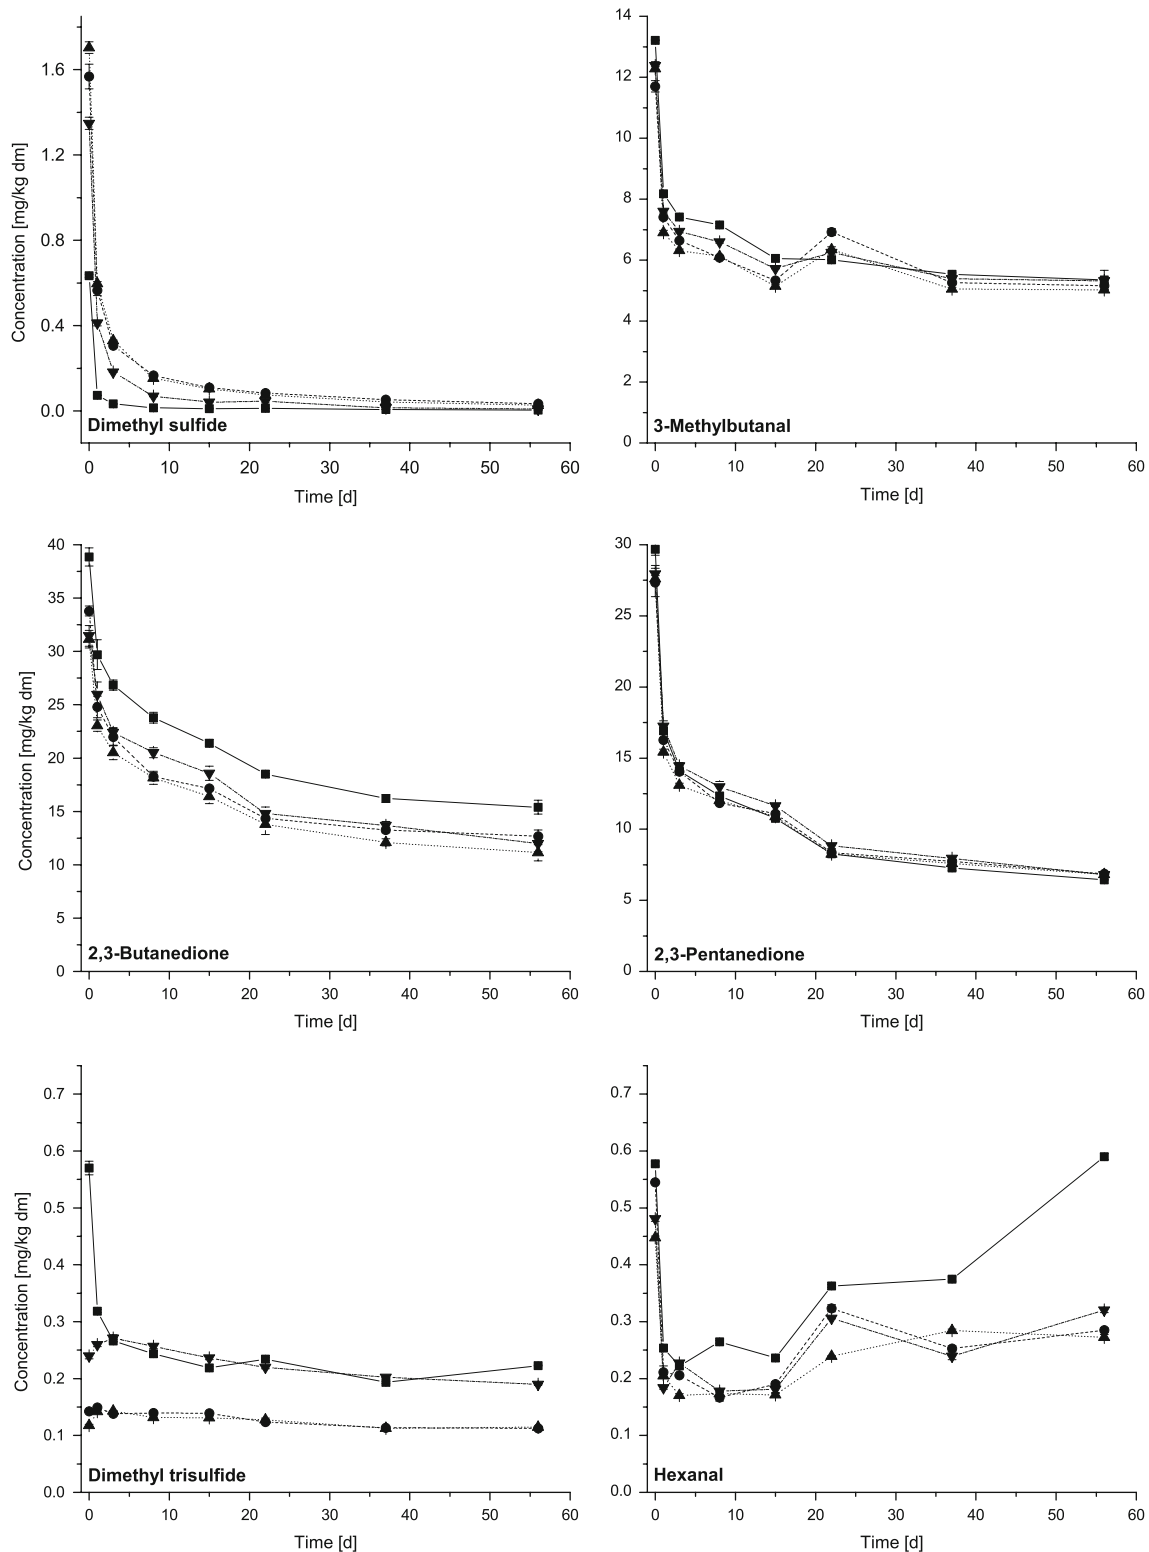 1.6
1.2
0.8
0.4
0.0
Concentration [mg/kg dm]
Dimethyl sulfide
0 10 20 30 40 50 60
Time [d]
14
12
10
8
6
4
2
0
3-Methylbutanal
0 10 20 30 40 50 60
Time [d]
40
35
30
25
20
15
10
5
0
Concentration [mg/kg dm]
2,3-Butanedione
0 10 20 30 40 50 60
Time [d]
30
25
20
15
10
5
0
2,3-Pentanedione
0 10 20 30 40 50 60
Time [d]
0.7
0.6
0.5
0.4
0.3
0.2
0.1
0.0
Concentration [mg/kg dm]
Dimethyl trisulfide
0 10 20 30 40 50 60
Time [d]
0.7
0.6
0.5
0.4
0.3
0.2
0.1
0.0
Hexanal
0 10 20 30 40 50 60
Time [d]